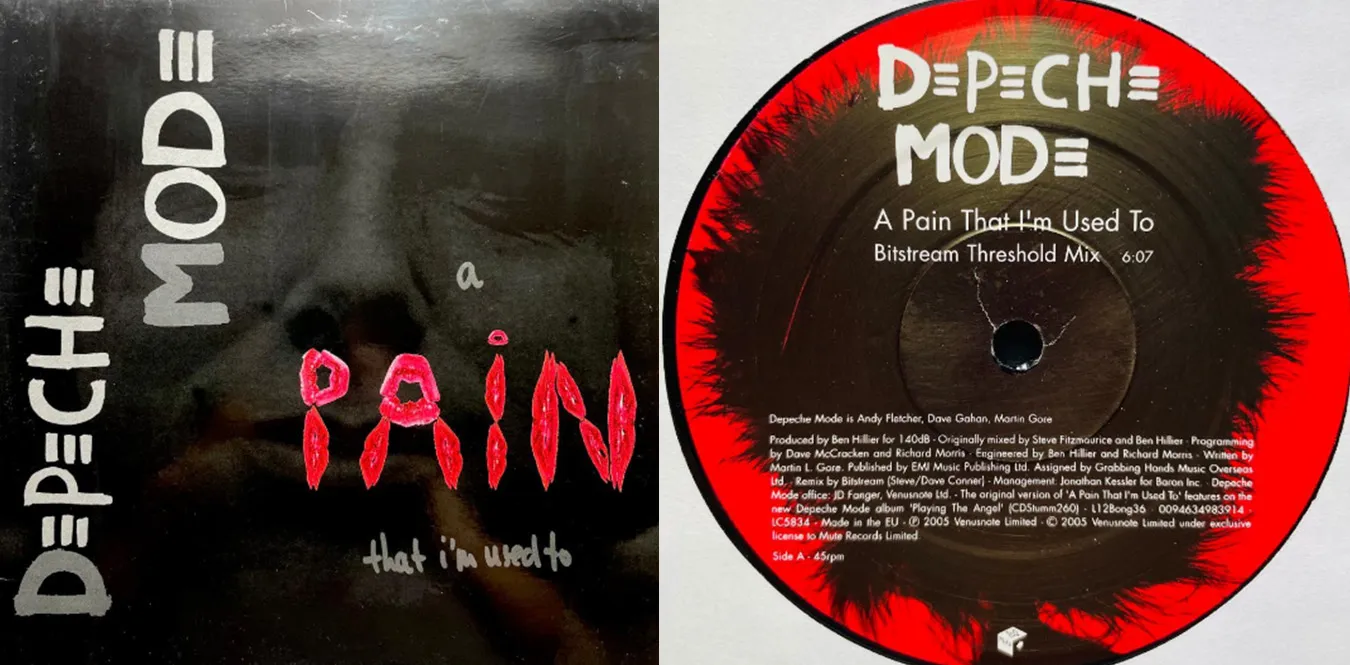 DEPECHE
MODE
a
PAiN
that i'm used to
DEPECHE
MODE
A Pain That I'm Used To
Bitstream Threshold Mix 6:07
Depeche Mode is Andy Fletcher, Dave Gahan, Martin Gore
Produced by Ben Hillier for 140dB · Originally mixed by Steve Fitzmaurice and Ben Hillier · Programming
by Dave McCracken and Richard Morris · Engineered by Ben Hillier and Richard Morris · Written by
Martin L. Gore. Published by EMI Music Publishing Ltd. Assigned by Grabbing Hands Music Overseas
Ltd. · Remix by Bitstream (Steve/Dave Conner) · Management: Jonathan Kessler for Baron Inc. · Depeche
Mode office: JD Fanger, Venusnote Ltd. · The original version of 'A Pain That I'm Used To' features on the
new Depeche Mode album 'Playing The Angel' (CDStumm260) · L12Bong36 · 0094634983914 ·
LC5834 · Made in the EU · ℗ 2005 Venusnote Limited · © 2005 Venusnote Limited under exclusive
license to Mute Records Limited
Side A - 45rpm